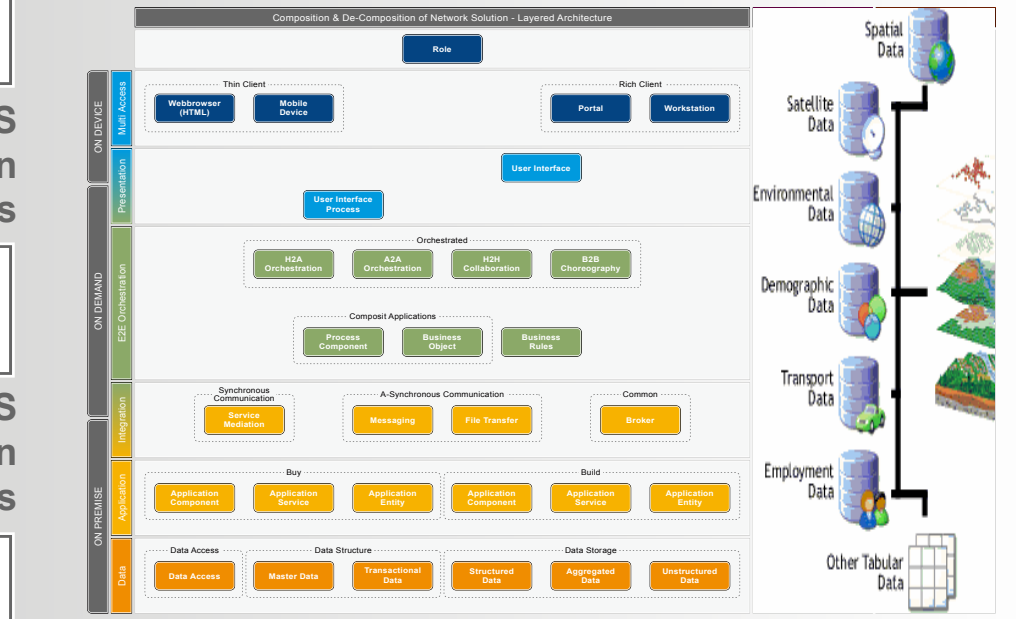 Composition & De-Composition of Network Solution - Layered Architecture
Role
ON DEVICE
Multi Access
Thin Client
Webbrowser
(HTML)
Mobile
Device
Rich Client
Portal
Workstation
Presentation
User Interface
User Interface
Process
ON DEMAND
E2E Orchestration
Orchestrated
H2A
Orchestration
A2A
Orchestration
H2H
Collaboration
B2B
Choreography
Composit Applications
Process
Component
Business
Object
Business
Rules
Integration
Synchronous
Communication
Service
Mediation
A-Synchronous Communication
Messaging
File Transfer
Common
Broker
ON PREMISE
Application
Buy
Application
Component
Application
Service
Application
Entity
Build
Application
Component
Application
Service
Application
Entity
Data
Data Access
Data Access
Data Structure
Master Data
Transactional
Data
Data Storage
Structured
Data
Aggregated
Data
Unstructured
Data
Spatial
Data
Satellite
Data
Environmental
Data
Demographic
Data
Transport
Data
Employment
Data
Other Tabular
Data
s
n
s
s
n
s